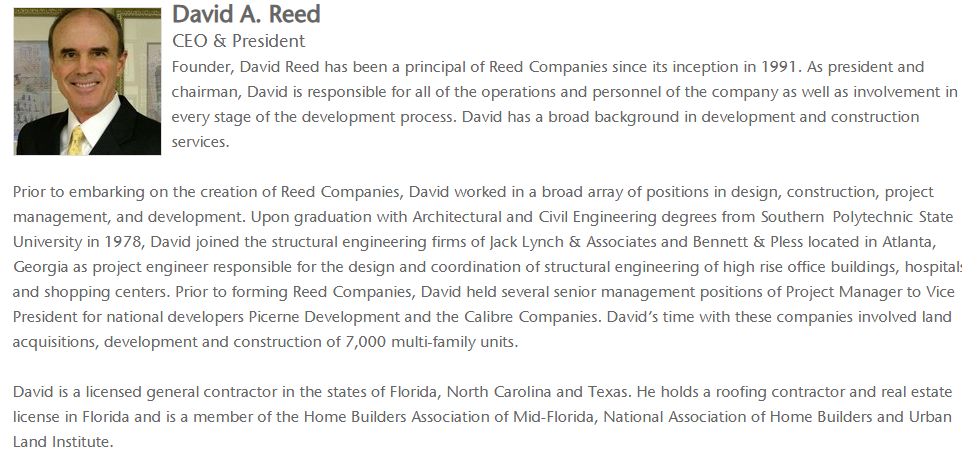 David A. Reed
CEO & President
Founder, David Reed has been a principal of Reed Companies since its inception in 1991. As president and
chairman, David is responsible for all of the operations and personnel of the company as well as involvement in
every stage of the development process. David has a broad background in development and construction
services.
Prior to embarking on the creation of Reed Companies, David worked in a broad array of positions in design, construction, project
management, and development. Upon graduation with Architectural and Civil Engineering degrees from Southern Polytechnic State
University in 1978, David joined the structural engineering firms of Jack Lynch & Associates and Bennett & Pless located in Atlanta,
Georgia as project engineer responsible for the design and coordination of structural engineering of high rise office buildings, hospitals
and shopping centers. Prior to forming Reed Companies, David held several senior management positions of Project Manager to Vice
President for national developers Picerne Development and the Calibre Companies. David's time with these companies involved land
acquisitions, development and construction of 7,000 multi-family units.
David is a licensed general contractor in the states of Florida, North Carolina and Texas. He holds a roofing contractor and real estate
license in Florida and is a member of the Home Builders Association of Mid-Florida, National Association of Home Builders and Urban
Land Institute.